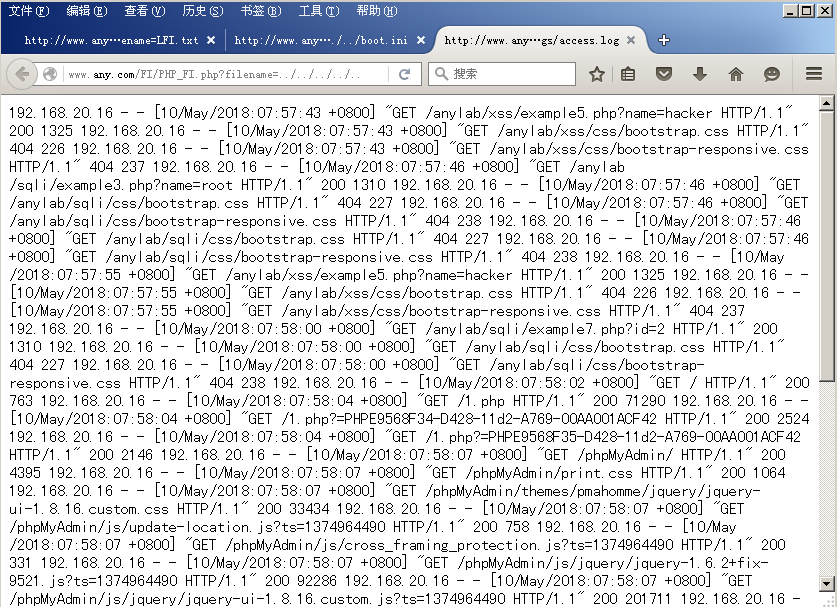 文件(F) 编辑(E) 查看(V) 历史(S) 书签(B) 工具(T) 帮助(H)
http://www.any…ename=LFI.txt × http://www.any…./../boot.ini × http://www.any…gs/access.log ×
www.any.com/FI/PHP_FI.php?filename=../../../../.. 搜索
192.168.20.16 - - [10/May/2018:07:57:43 +0800] "GET /anylab/xss/example5.php?name=hacker HTTP/1.1"
200 1325 192.168.20.16 - - [10/May/2018:07:57:43 +0800] "GET /anylab/xss/css/bootstrap.css HTTP/1.1"
404 226 192.168.20.16 - - [10/May/2018:07:57:43 +0800] "GET /anylab/xss/css/bootstrap-responsive.css
HTTP/1.1" 404 237 192.168.20.16 - - [10/May/2018:07:57:46 +0800] "GET /anylab
/sqli/example3.php?name=root HTTP/1.1" 200 1310 192.168.20.16 - - [10/May/2018:07:57:46 +0800] "GET
/anylab/sqli/css/bootstrap.css HTTP/1.1" 404 227 192.168.20.16 - - [10/May/2018:07:57:46 +0800] "GET
/anylab/sqli/css/bootstrap-responsive.css HTTP/1.1" 404 238 192.168.20.16 - - [10/May/2018:07:57:46
+0800] "GET /anylab/sqli/css/bootstrap.css HTTP/1.1" 404 227 192.168.20.16 - - [10/May/2018:07:57:46
+0800] "GET /anylab/sqli/css/bootstrap-responsive.css HTTP/1.1" 404 238 192.168.20.16 - - [10/May
/2018:07:57:55 +0800] "GET /anylab/xss/example5.php?name=hacker HTTP/1.1" 200 1325 192.168.20.16 - -
[10/May/2018:07:57:55 +0800] "GET /anylab/xss/css/bootstrap.css HTTP/1.1" 404 226 192.168.20.16 - -
[10/May/2018:07:57:55 +0800] "GET /anylab/xss/css/bootstrap-responsive.css HTTP/1.1" 404 237
192.168.20.16 - - [10/May/2018:07:58:00 +0800] "GET /anylab/sqli/example7.php?id=2 HTTP/1.1" 200
1310 192.168.20.16 - - [10/May/2018:07:58:00 +0800] "GET /anylab/sqli/css/bootstrap.css HTTP/1.1"
404 227 192.168.20.16 - - [10/May/2018:07:58:00 +0800] "GET /anylab/sqli/css/bootstrap-
responsive.css HTTP/1.1" 404 238 192.168.20.16 - - [10/May/2018:07:58:02 +0800] "GET / HTTP/1.1" 200
763 192.168.20.16 - - [10/May/2018:07:58:04 +0800] "GET /1.php HTTP/1.1" 200 71290 192.168.20.16 - -
[10/May/2018:07:58:04 +0800] "GET /1.php?=PHPE9568F34-D428-11d2-A769-00AA001ACF42 HTTP/1.1" 200 2524
192.168.20.16 - - [10/May/2018:07:58:04 +0800] "GET /1.php?=PHPE9568F35-D428-11d2-A769-00AA001ACF42
HTTP/1.1" 200 2146 192.168.20.16 - - [10/May/2018:07:58:07 +0800] "GET /phpMyAdmin/ HTTP/1.1" 200
4395 192.168.20.16 - - [10/May/2018:07:58:07 +0800] "GET /phpMyAdmin/print.css HTTP/1.1" 200 1064
192.168.20.16 - - [10/May/2018:07:58:07 +0800] "GET /phpMyAdmin/themes/pmahomme/jquery/jquery-
ui-1.8.16.custom.css HTTP/1.1" 200 33434 192.168.20.16 - - [10/May/2018:07:58:07 +0800] "GET
/phpMyAdmin/js/update-location.js?ts=1374964490 HTTP/1.1" 200 758 192.168.20.16 - - [10/May
/2018:07:58:07 +0800] "GET /phpMyAdmin/js/cross_framing_protection.js?ts=1374964490 HTTP/1.1" 200
331 192.168.20.16 - - [10/May/2018:07:58:07 +0800] "GET /phpMyAdmin/js/jquery/jquery-1.6.2+fix-
9521.js?ts=1374964490 HTTP/1.1" 200 92286 192.168.20.16 - - [10/May/2018:07:58:07 +0800] "GET
/phpMyAdmin/js/jquery/jquery-ui-1.8.16.custom.js?ts=1374964490 HTTP/1.1" 200 201711 192.168.20.16 -